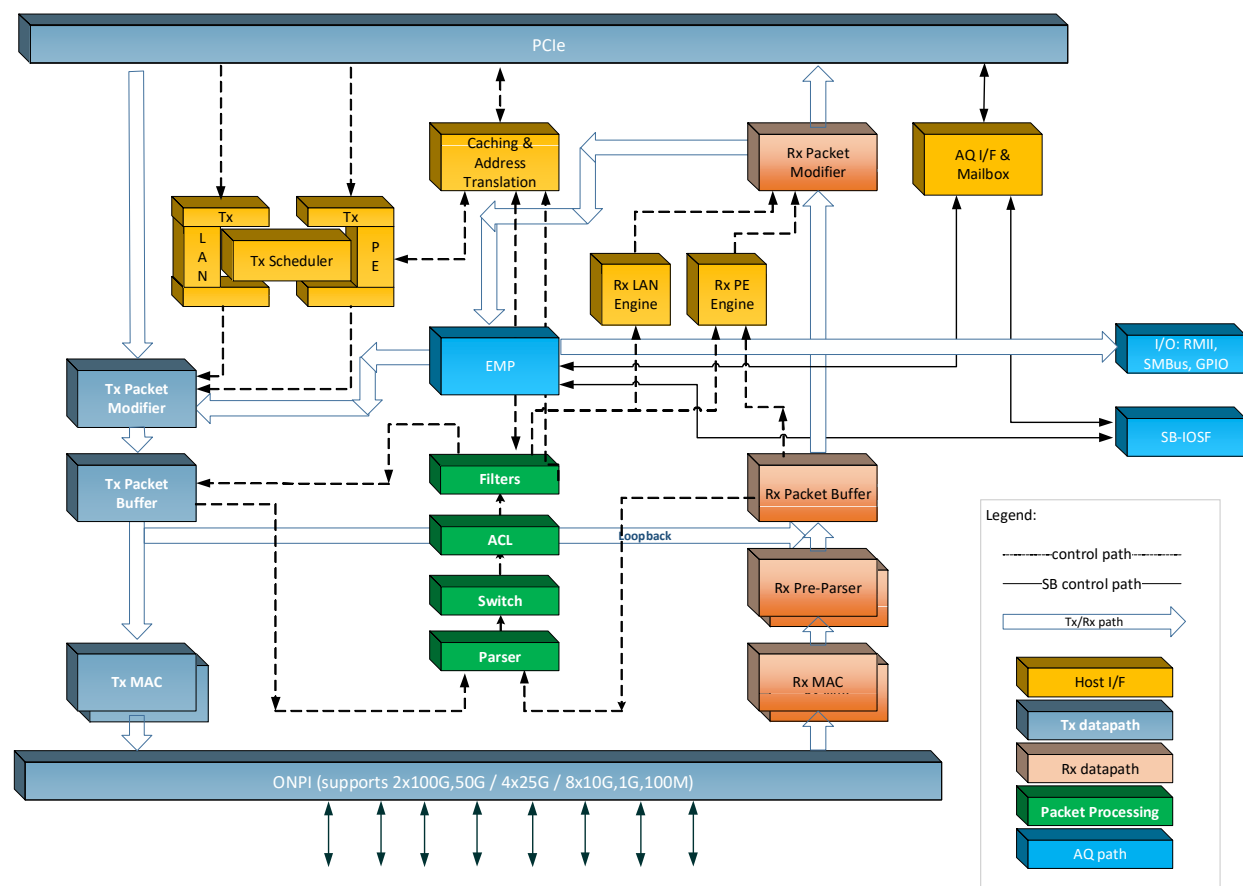 PCIe
Caching &
Address
Translation
Rx Packet
Modifier
AQ I/F &
Mailbox
Tx
Tx
L
A
N
Tx Scheduler
P
E
Rx LAN
Engine
Rx PE
Engine
EMP
I/O: RMII,
SMBus, GPIO
Tx Packet
Modifier
SB-IOSF
Tx Packet
Buffer
Filters
Rx Packet Buffer
ACL
Loopback
Switch
Rx Pre-Parser
Parser
Tx MAC
Rx MAC
ONPI (supports 2x100G,50G / 4x25G / 8x10G,1G,100M)
Legend:
control path
SB control path
Tx/Rx path
Host I/F
Tx datapath
Rx datapath
Packet Processing
AQ path